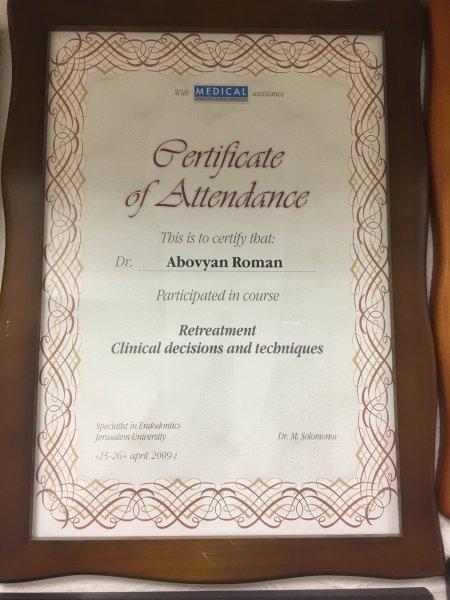 With MEDICAL assistance
Certificate
of Attendance
This is to certify that:
Dr. Abovyan Roman
Participated in course
Retreatment
Clinical decisions and techniques
Specialist in Endodontics
Jerusalem University
Dr. M. Solomonov
«25-26» april 2009 г